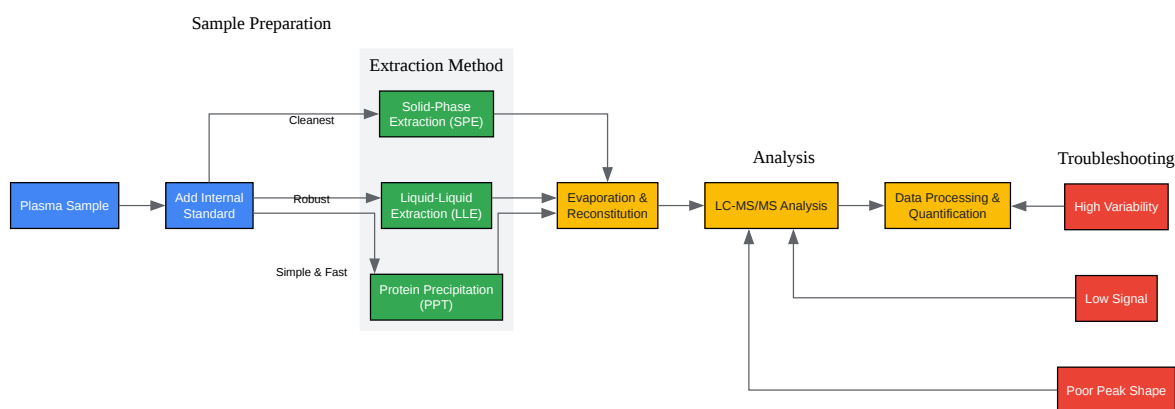 Sample Preparation
Extraction Method
Solid-Phase
Extraction (SPE)
Cleanest
Analysis
Troubleshooting
Plasma Sample
Add Internal
Standard
Robust
Liquid-Liquid
Extraction (LLE)
Evaporation &
Reconstitution
LC-MS/MS Analysis
Data Processing &
Quantification
High Variability
Simple & Fast
Protein Precipitation
(PPT)
Low Signal
Poor Peak Shape